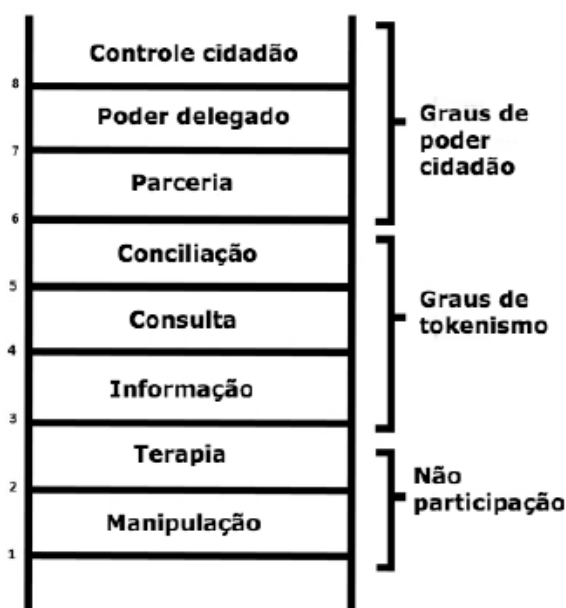 Controle cidadão
8
Poder delegado
7
Parceria
6
Conciliação
5
Consulta
4
Informação
3
Terapia
2
Manipulação
1
Graus de
poder
cidadão
Graus de
tokenismo
Não
participação